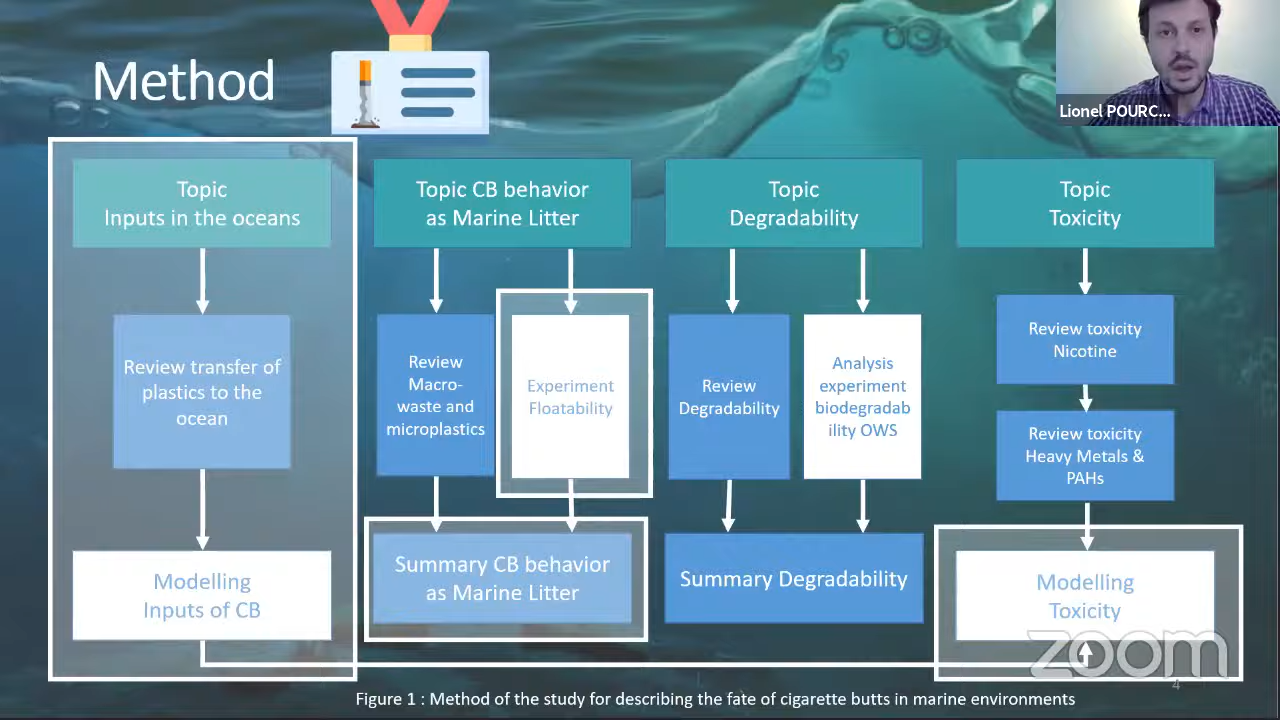 Method
Lionel POURC...
Topic
Inputs in the oceans
Topic CB behavior
as Marine Litter
Topic
Degradability
Topic
Toxicity
Review transfer of
plastics to the
ocean
Review
Macro-
waste and
microplastics
Experiment
Floatability
Review
Degradability
Analysis
experiment
biodegradab
ility OWS
Review toxicity
Nicotine
Review toxicity
Heavy Metals &
PAHs
Modelling
Inputs of CB
Summary CB behavior
as Marine Litter
Summary Degradability
Modelling
Toxicity
zoom
4
Figure 1 : Method of the study for describing the fate of cigarette butts in marine environments